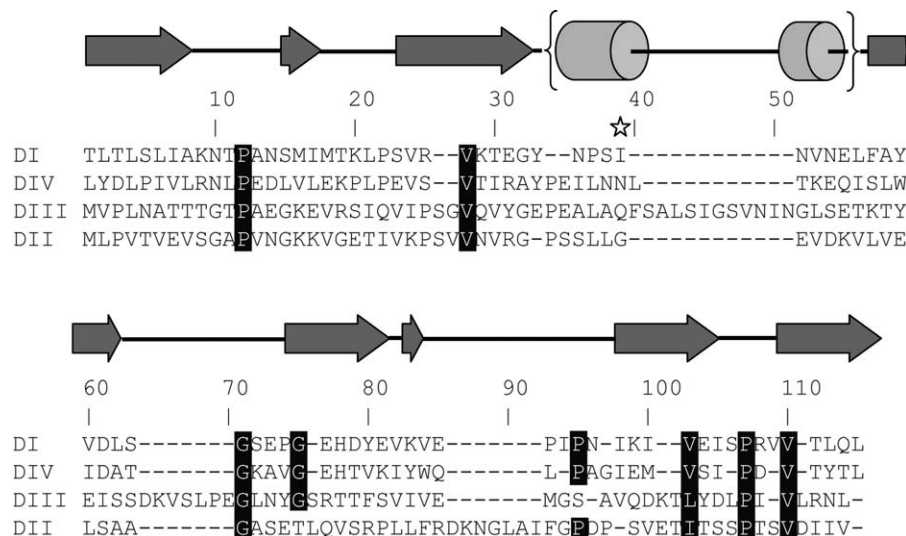 10 20 30 40 50
DI TLTLSLIAKNTPANSMIMTKLPSVR--VKTEGY--NPSI------------NVNELFAY
DIV LYDLPIVLRNLPEDLVLEKPLPEVS--VTIRAYPEILNNL-----------TKEQISLW
DIII MVPLNATTTGTPAEGKEVRSIQVIPSGVQVYGEPEALAQFSALSIGSVNINGLSETKTY
DII MLPVTVEVSGAPVNGKKVGETIVKPSVVNVRG-PSSLLG------------EVDKVLVE
60 70 80 90 100 110
DI VDLS-------GSEPG-EHDYEVKVE-------PIPN-IKI--VEISPRVV-TLQL
DIV IDAT-------GKAVG-EHTVKIYWQ-------L-PAGIEM--VSI-PD-V-TYTL
DIII EISSDKVSLPEGLNYGSRTTFSVIVE-------MGS-AVQDKTLYDLPI-VLRNL-
DII LSAA-------GASETLQVSRPLLFRDKNGLAIFGPDP-SVETITSSPTSVDIIV-